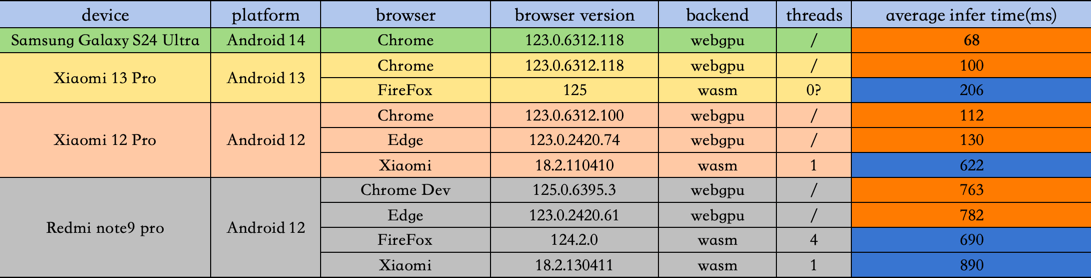 device platform browser browser version backend threads average infer time(ms)
Samsung Galaxy S24 Ultra Android 14 Chrome 123.0.6312.118 webgpu / 68
Xiaomi 13 Pro Android 13 Chrome 123.0.6312.118 webgpu / 100
FireFox 125 wasm 0? 206
Xiaomi 12 Pro Android 12 Chrome 123.0.6312.100 webgpu / 112
Edge 123.0.2420.74 webgpu / 130
Xiaomi 18.2.110410 wasm 1 622
Redmi note9 pro Android 12 Chrome Dev 125.0.6395.3 webgpu / 763
Edge 123.0.2420.61 webgpu / 782
FireFox 124.2.0 wasm 4 690
Xiaomi 18.2.130411 wasm 1 890